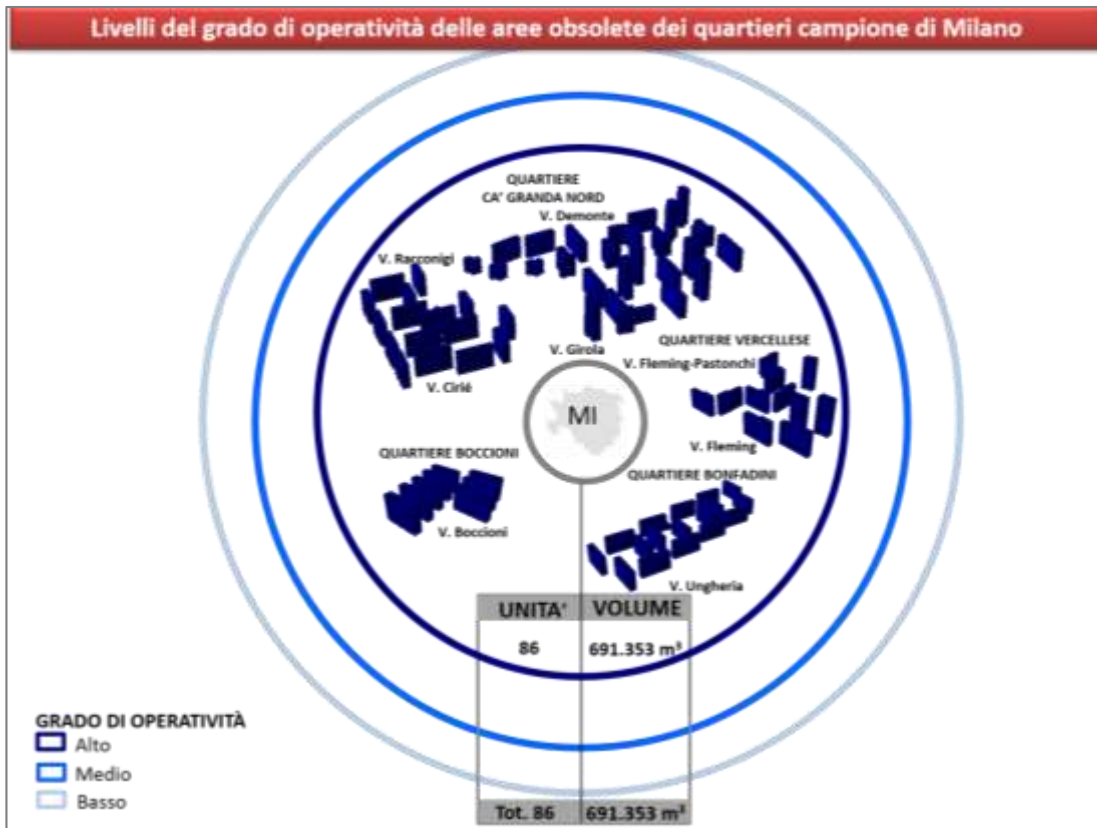 Livelli del grado di operatività delle aree obsolete dei quartieri campione di Milano
QUARTIERE
CA' GRANDA NORD
V. Demonte
V. Racconigi
V. Girola
V. Cirié
QUARTIERE VERCELLESE
V. Fleming-Pastonchi
V. Fleming
MI
QUARTIERE BOCCIONI
V. Boccioni
QUARTIERE BONFADINI
V. Ungheria
UNITA' VOLUME
86 691.353 m³
Tot. 86 691.353 m³
GRADO DI OPERATIVITÀ
Alto
Medio
Basso